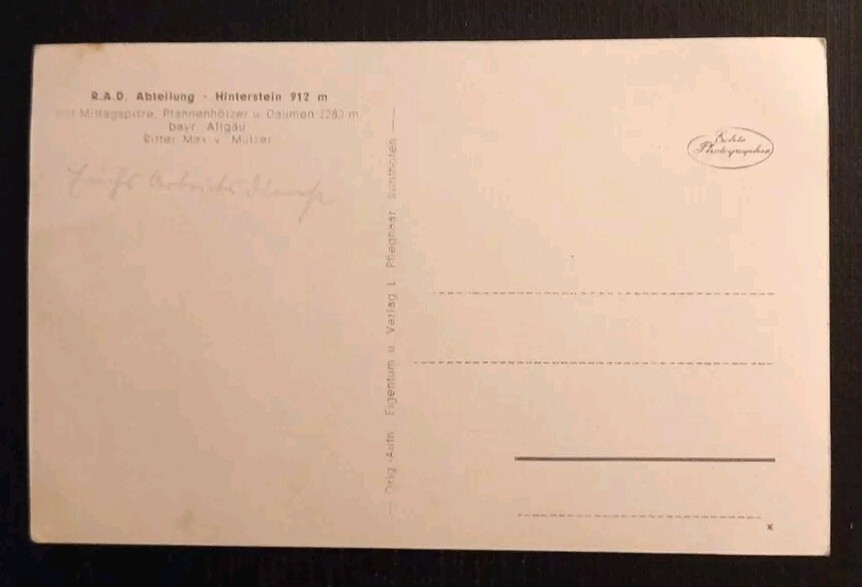 R.A.D. Abteilung - Hinterstein 912 m
mit Mittagspitze, Pfannenhölzer u. Daumen 2280 m
bayr. Allgäu
Ritter Max v. Müller
Orig.-Aufn., Eigentum u. Verlag L. Pfleghaar, Sonthofen
Echte
Photographie
K